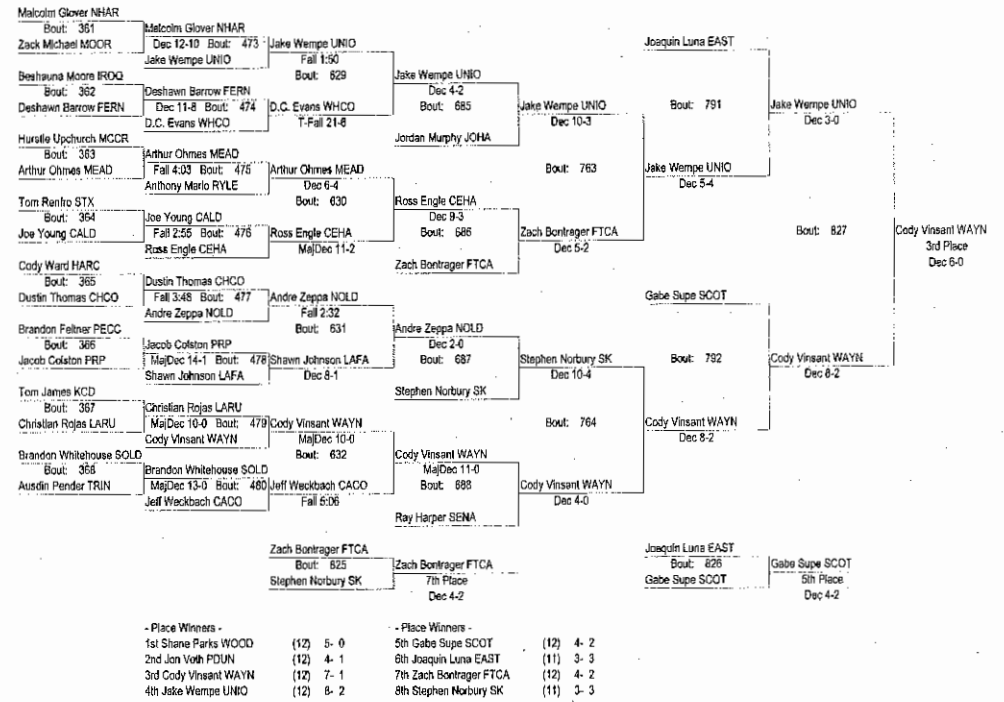 Malcolm Glover NHAR
Bout: 361
Zack Michael MOOR
Beshauna Moore IROQ
Bout: 362
Deshawn Barrow FERN
Hurstle Upchurch MCCR
Bout: 363
Arthur Ohmes MEAD
Tom Renfro STX
Bout: 364
Joe Young CALD
Cody Ward HARC
Bout: 365
Dustin Thomas CHCO
Brandon Feltner PECC
Bout: 366
Jacob Colston PRP
Tom James KCD
Bout: 367
Christian Rojas LARU
Brandon Whitehouse SOLD
Bout: 368
Ausdin Pender TRIN
Malcolm Glover NHAR
Dec 12-10 Bout: 473
Jake Wempe UNIO
Deshawn Barrow FERN
Dec 11-8 Bout: 474
D.C. Evans WHCO
Arthur Ohmes MEAD
Fall 4:03 Bout: 475
Anthony Marlo RYLE
Joe Young CALD
Fall 2:55 Bout: 476
Ross Engle CEHA
Dustin Thomas CHCO
Fall 3:48 Bout: 477
Andre Zeppa NOLD
Jacob Colston PRP
MajDec 14-1 Bout: 478
Shawn Johnson LAFA
Christian Rojas LARU
MajDec 10-0 Bout: 479
Cody Vinsant WAYN
Brandon Whitehouse SOLD
MajDec 13-0 Bout: 480
Jeff Weckbach CACO
Jake Wempe UNIO
Fall 1:50
Bout: 629
D.C. Evans WHCO
T-Fall 21-6
Arthur Ohmes MEAD
Dec 6-4
Bout: 630
Ross Engle CEHA
MajDec 11-2
Andre Zeppa NOLD
Fall 2:32
Bout: 631
Shawn Johnson LAFA
Dec 8-1
Cody Vinsant WAYN
MajDec 10-0
Bout: 632
Jeff Weckbach CACO
Fall 5:06
Jake Wempe UNIO
Dec 4-2
Bout: 685
Jordan Murphy JOHA
Ross Engle CEHA
Dec 9-3
Bout: 686
Zach Bontrager FTCA
Andre Zeppa NOLD
Dec 2-0
Bout: 687
Stephen Norbury SK
Cody Vinsant WAYN
MajDec 11-0
Bout: 688
Ray Harper SENA
Jake Wempe UNIO
Dec 10-3
Bout: 763
Zach Bontrager FTCA
Dec 5-2
Stephen Norbury SK
Dec 10-4
Bout: 764
Cody Vinsant WAYN
Dec 4-0
Joaquin Luna EAST
Bout: 791
Jake Wempe UNIO
Dec 5-4
Gabe Supe SCOT
Bout: 792
Cody Vinsant WAYN
Dec 8-2
Jake Wempe UNIO
Dec 3-0
Bout: 827
Cody Vinsant WAYN
Dec 8-2
Cody Vinsant WAYN
3rd Place
Dec 6-0
Zach Bontrager FTCA
Bout: 825
Stephen Norbury SK
Zach Bontrager FTCA
7th Place
Dec 4-2
Joaquin Luna EAST
Bout: 826
Gabe Supe SCOT
Gabe Supe SCOT
5th Place
Dec 4-2
- Place Winners -
1st Shane Parks WOOD (12) 5- 0
2nd Jon Voth PDUN (12) 4- 1
3rd Cody Vinsant WAYN (12) 7- 1
4th Jake Wempe UNIO (12) 8- 2
- Place Winners -
5th Gabe Supe SCOT (12) 4- 2
6th Joaquin Luna EAST (11) 3- 3
7th Zach Bontrager FTCA (12) 4- 2
8th Stephen Norbury SK (11) 3- 3